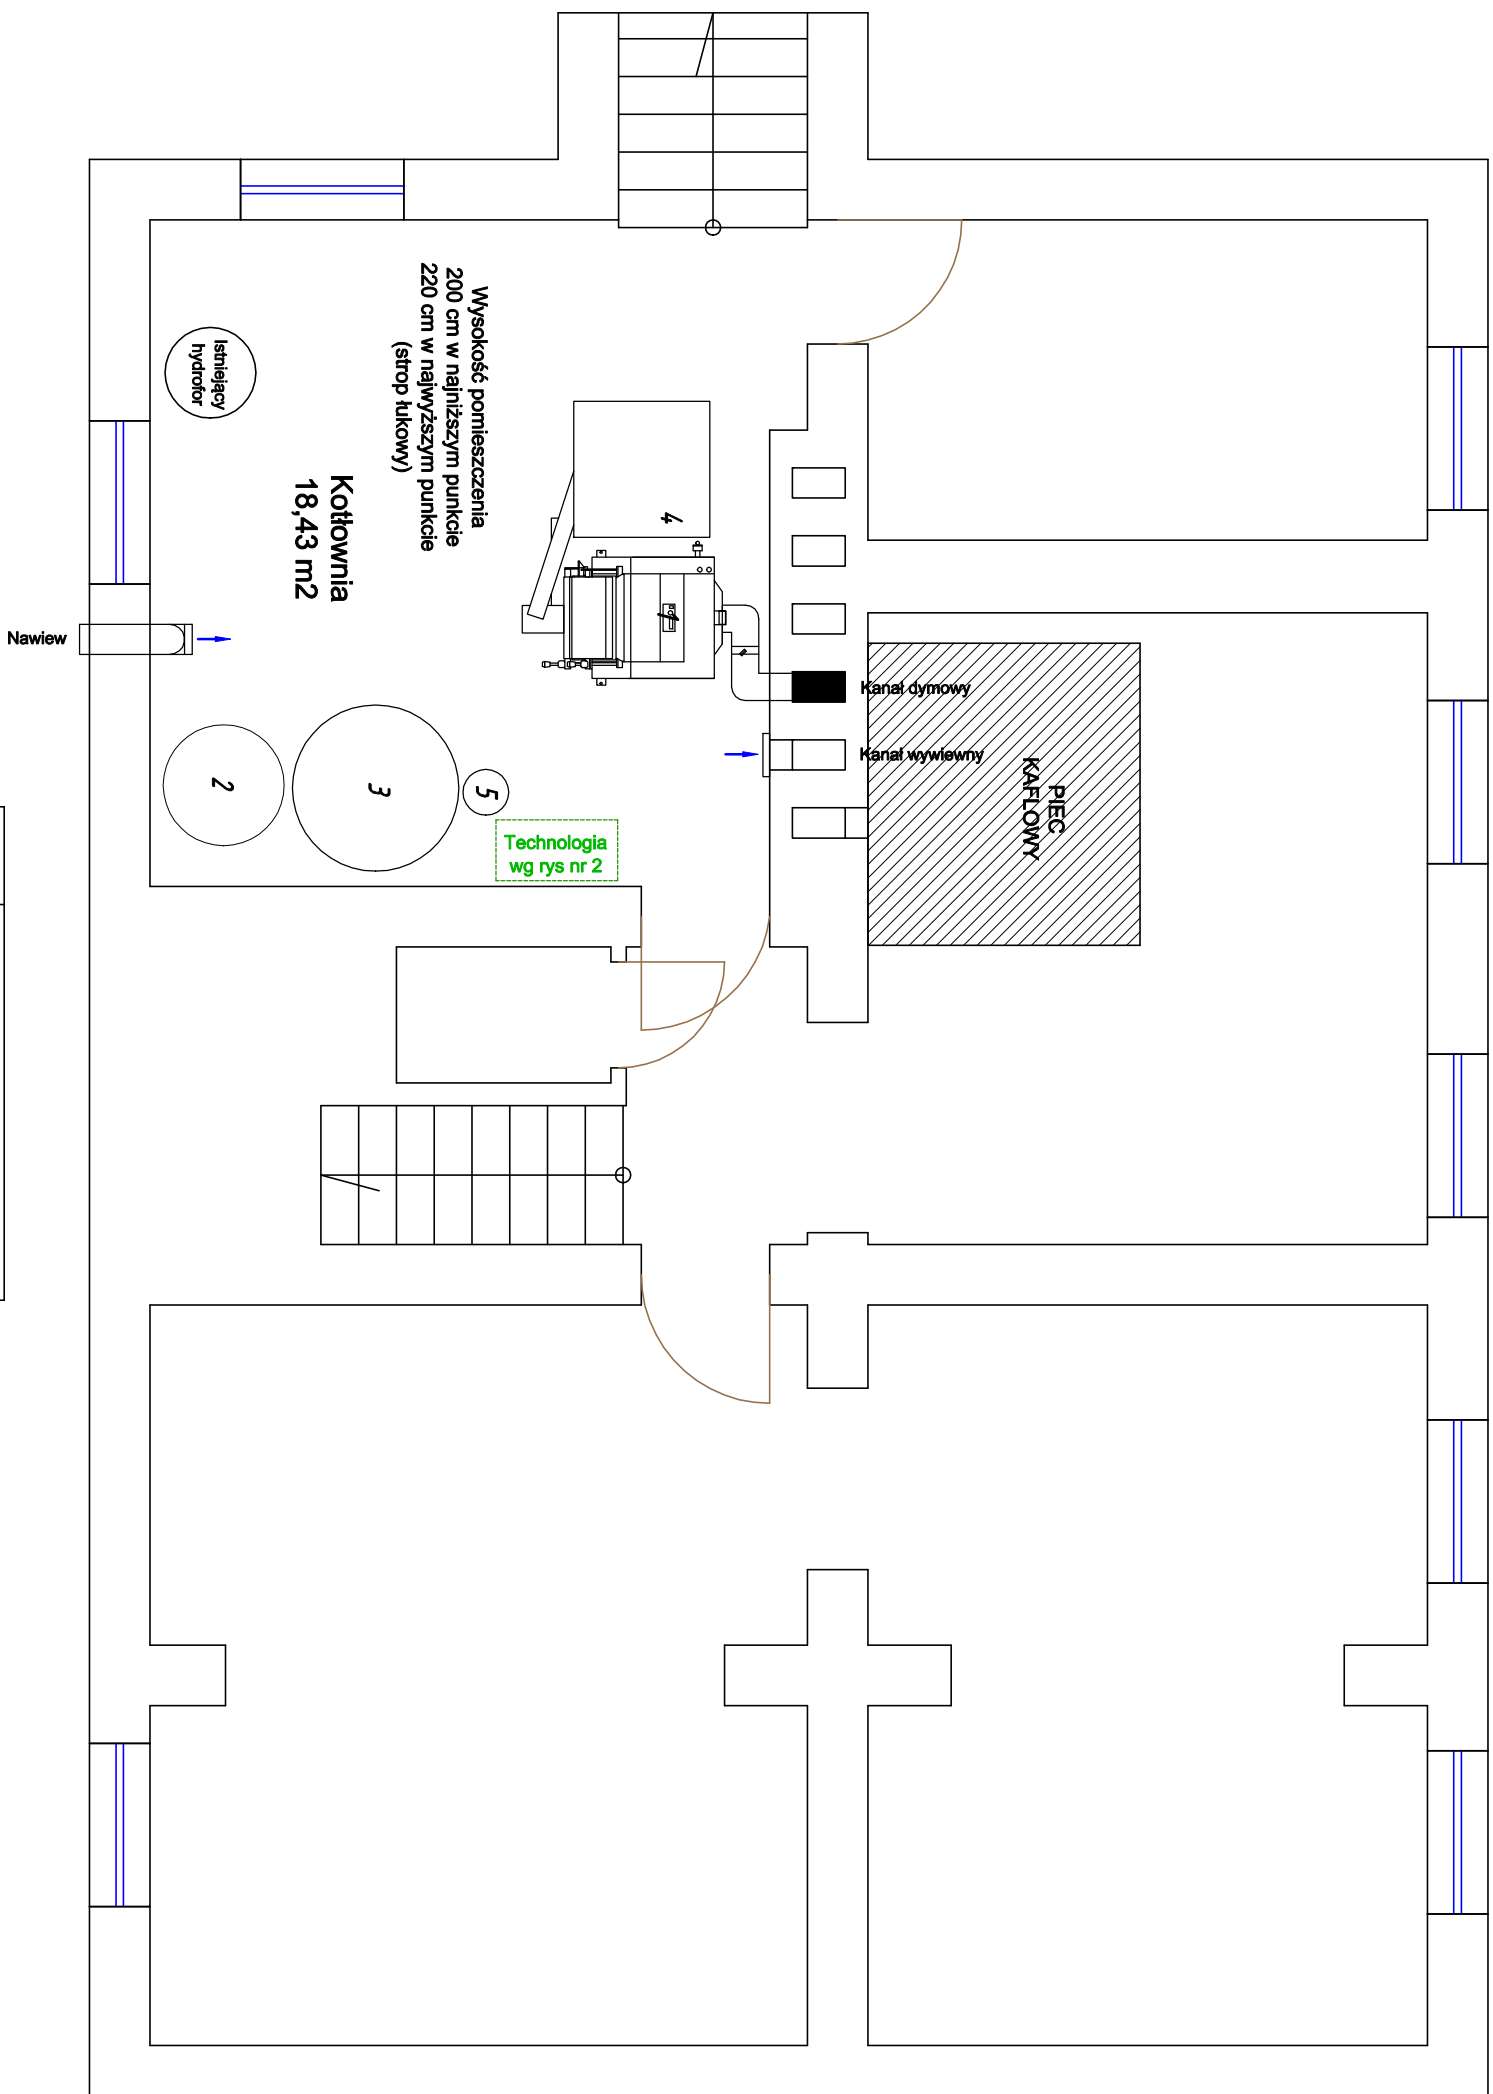 Wysokość pomieszczenia
200 cm w najniższym punkcie
220 cm w najwyższym punkcie
(strop łukowy)
Istniejący
hydrofor
Kotłownia
18,43 m2
4
1
Nawiew
Kanał dymowy
Kanał wywiewny
PIEC
KAFLOWY
2
3
5
Technologia
wg rys nr 2